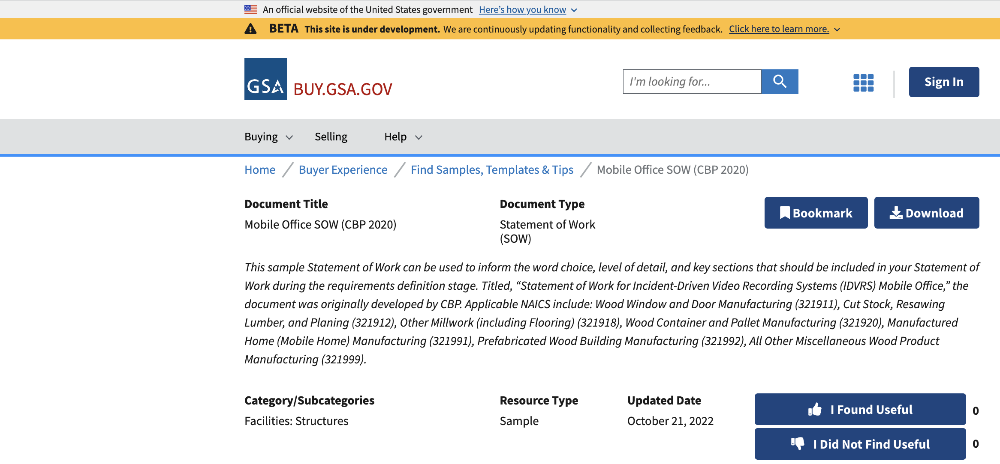 An official website of the United States government Here’s how you know
BETA This site is under development. We are continuously updating functionality and collecting feedback. Click here to learn more.
GSA BUY.GSA.GOV
I'm looking for...
Sign In
Buying Selling Help
Home / Buyer Experience / Find Samples, Templates & Tips / Mobile Office SOW (CBP 2020)
Document Title
Mobile Office SOW (CBP 2020)
Document Type
Statement of Work
(SOW)
Bookmark
Download
This sample Statement of Work can be used to inform the word choice, level of detail, and key sections that should be included in your Statement of
Work during the requirements definition stage. Titled, “Statement of Work for Incident-Driven Video Recording Systems (IDVRS) Mobile Office,” the
document was originally developed by CBP. Applicable NAICS include: Wood Window and Door Manufacturing (321911), Cut Stock, Resawing
Lumber, and Planing (321912), Other Millwork (including Flooring) (321918), Wood Container and Pallet Manufacturing (321920), Manufactured
Home (Mobile Home) Manufacturing (321991), Prefabricated Wood Building Manufacturing (321992), All Other Miscellaneous Wood Product
Manufacturing (321999).
Category/Subcategories
Facilities: Structures
Resource Type
Sample
Updated Date
October 21, 2022
I Found Useful 0
I Did Not Find Useful 0